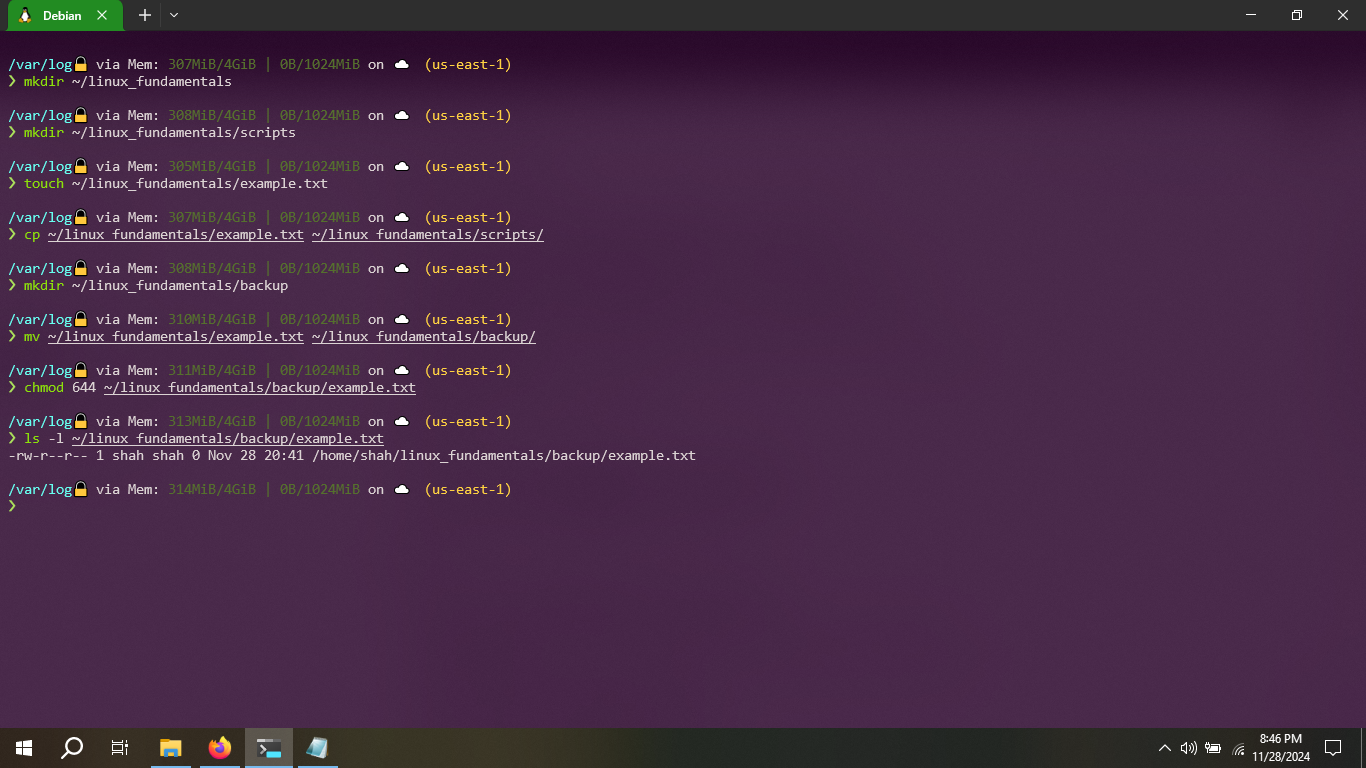 Debian
/var/log via Mem: 307MiB/4GiB | 0B/1024MiB on (us-east-1)
❯ mkdir ~/linux_fundamentals
/var/log via Mem: 308MiB/4GiB | 0B/1024MiB on (us-east-1)
❯ mkdir ~/linux_fundamentals/scripts
/var/log via Mem: 305MiB/4GiB | 0B/1024MiB on (us-east-1)
❯ touch ~/linux_fundamentals/example.txt
/var/log via Mem: 307MiB/4GiB | 0B/1024MiB on (us-east-1)
❯ cp ~/linux_fundamentals/example.txt ~/linux_fundamentals/scripts/
/var/log via Mem: 308MiB/4GiB | 0B/1024MiB on (us-east-1)
❯ mkdir ~/linux_fundamentals/backup
/var/log via Mem: 310MiB/4GiB | 0B/1024MiB on (us-east-1)
❯ mv ~/linux_fundamentals/example.txt ~/linux_fundamentals/backup/
/var/log via Mem: 311MiB/4GiB | 0B/1024MiB on (us-east-1)
❯ chmod 644 ~/linux_fundamentals/backup/example.txt
/var/log via Mem: 313MiB/4GiB | 0B/1024MiB on (us-east-1)
❯ ls -l ~/linux_fundamentals/backup/example.txt
-rw-r--r-- 1 shah shah 0 Nov 28 20:41 /home/shah/linux_fundamentals/backup/example.txt
/var/log via Mem: 314MiB/4GiB | 0B/1024MiB on (us-east-1)
❯
8:46 PM
11/28/2024